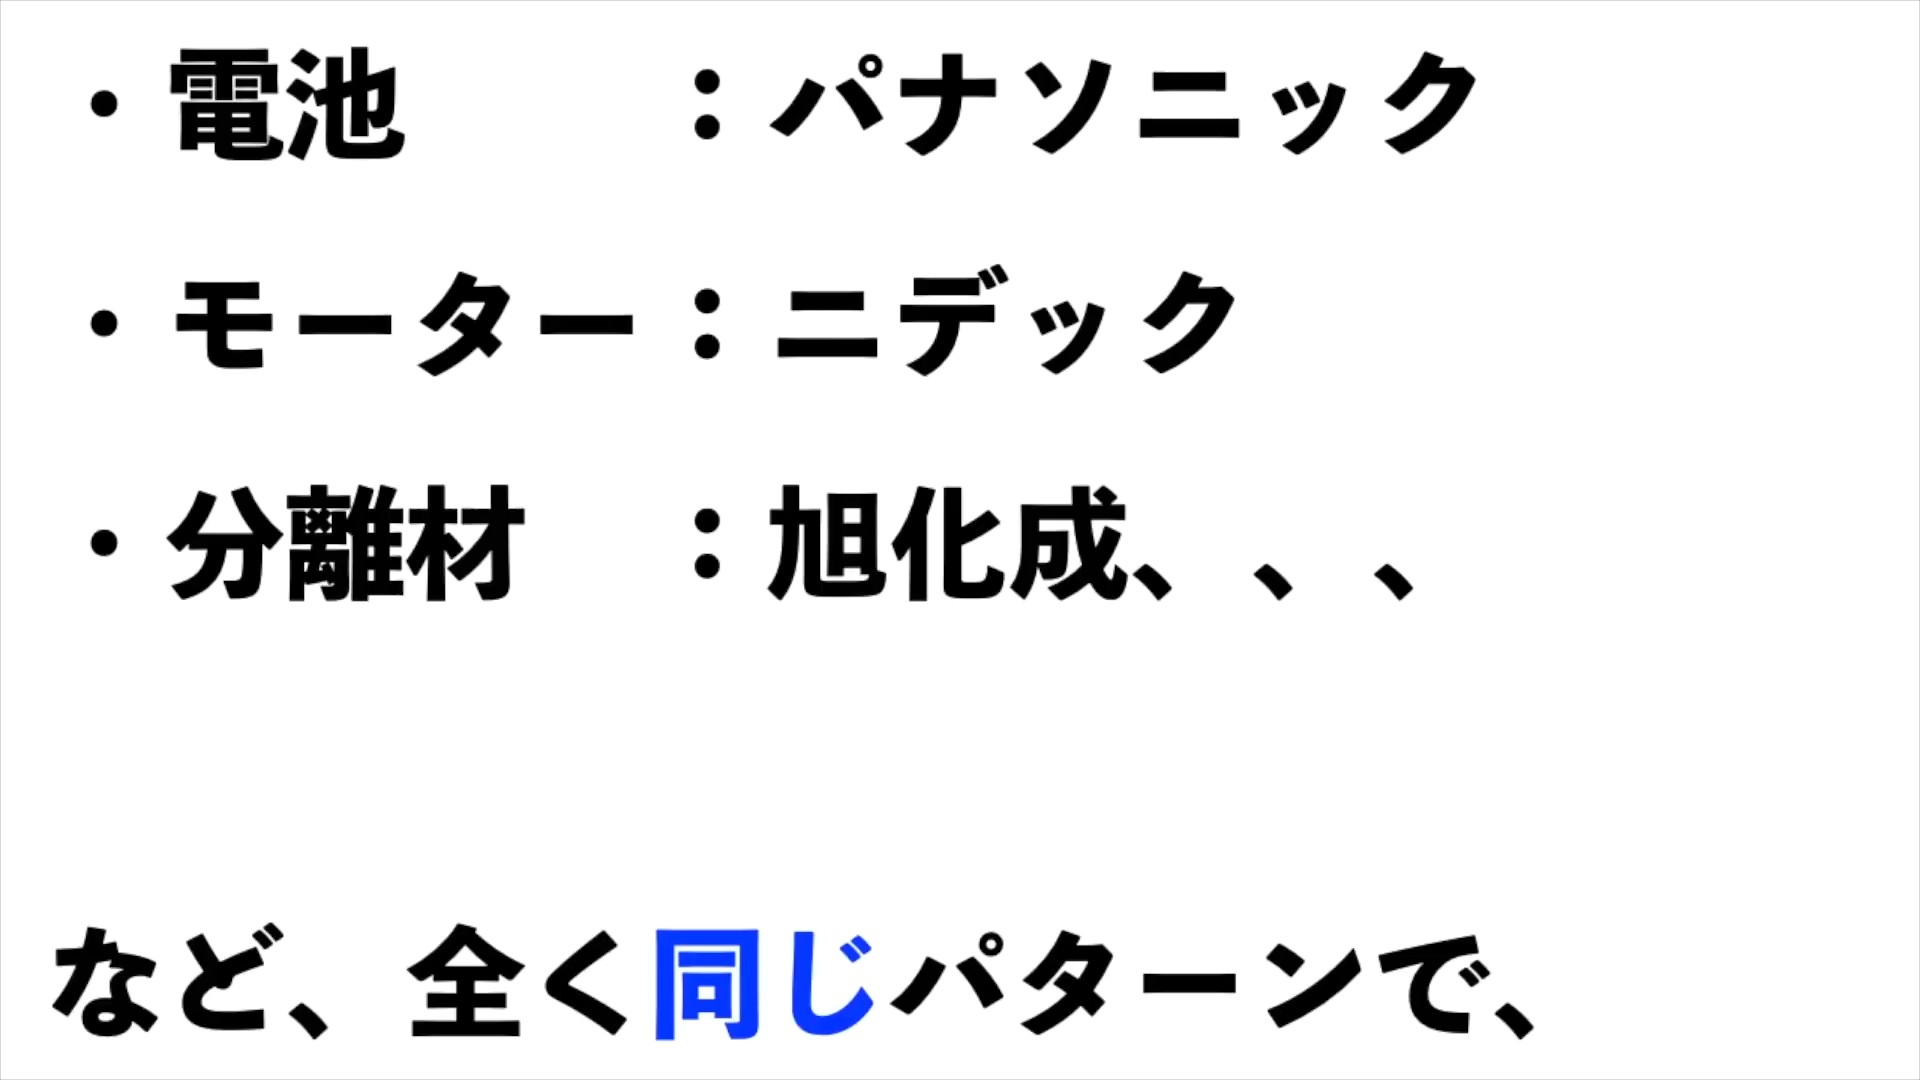 ・電池　　：パナソニック
・モーター：ニデック
・分離材　：旭化成、、、
など、全く同じパターンで、